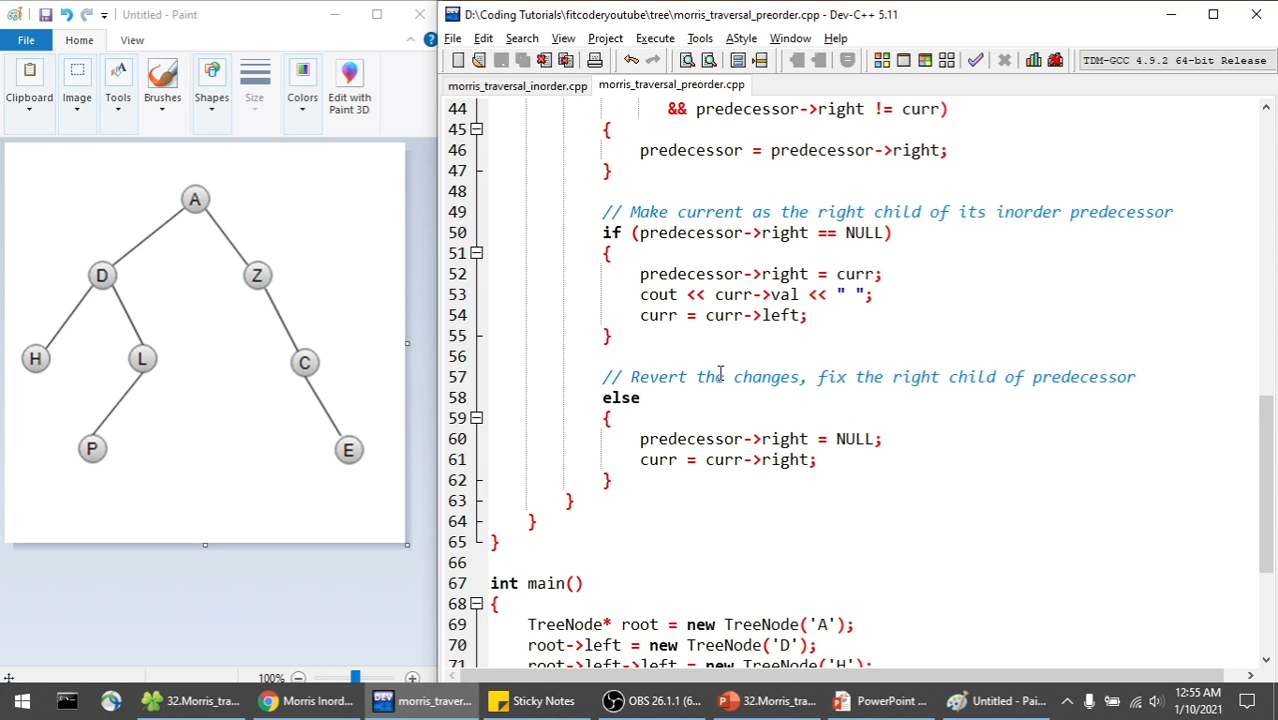 Untitled - Paint
File
Home
View
Clipboard
Image
Tools
Brushes
Shapes
Size
Colors
Edit with
Paint 3D
A
D
Z
H
L
C
P
E
100%
D:\Coding Tutorials\fitcoderyoutube\tree\morris_traversal_preorder.cpp - Dev-C++ 5.11
File Edit Search View Project Execute Tools AStyle Window Help
TDM-GCC 4.9.2 64-bit Release
morris_traversal_inorder.cpp morris_traversal_preorder.cpp
44 && predecessor->right != curr)
45 {
46 predecessor = predecessor->right;
47 }
48
49 // Make current as the right child of its inorder predecessor
50 if (predecessor->right == NULL)
51 {
52 predecessor->right = curr;
53 cout << curr->val << " ";
54 curr = curr->left;
55 }
56
57 // Revert the changes, fix the right child of predecessor
58 else
59 {
60 predecessor->right = NULL;
61 curr = curr->right;
62 }
63 }
64 }
65 }
66
67 int main()
68 {
69 TreeNode* root = new TreeNode('A');
70 root->left = new TreeNode('D');
71 root->left->left = new TreeNode('H');
32.Morris_tra...
Morris Inord...
DEV
morris_traver...
Sticky Notes
OBS 26.1.1 (6...
32.Morris_tra...
PowerPoint ...
Untitled - Pai...
12:55 AM
1/10/2021